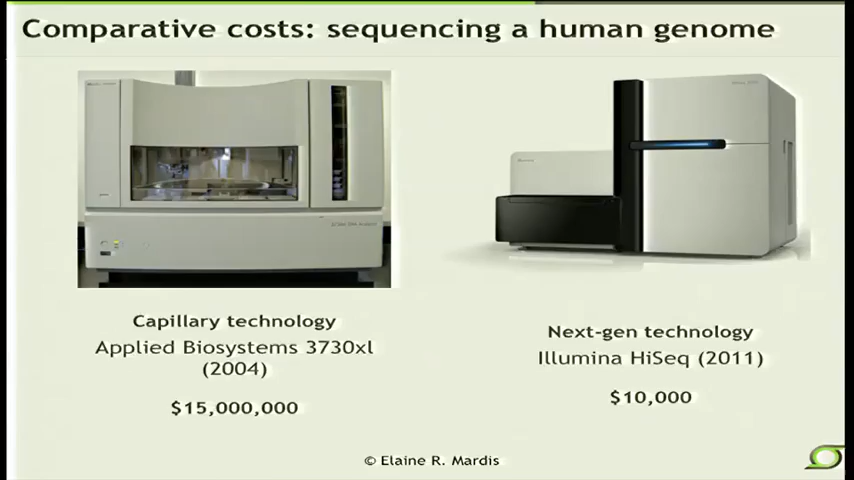 Comparative costs: sequencing a human genome
Capillary technology
Applied Biosystems 3730xl
(2004)
$15,000,000
Next-gen technology
Illumina HiSeq (2011)
$10,000
© Elaine R. Mardis